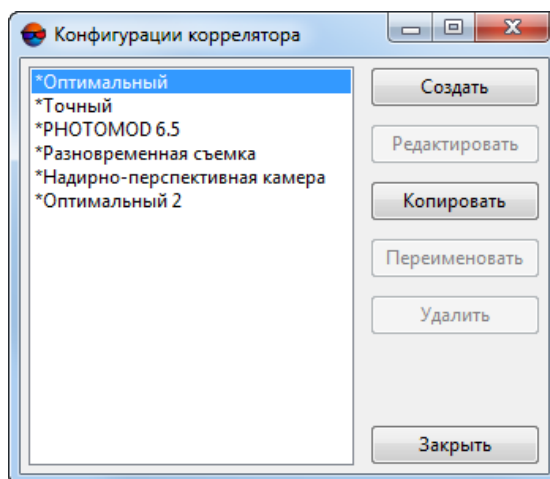 Конфигурации коррелятора
*Оптимальный
*Точный
*PHOTOMOD 6.5
*Разновременная съемка
*Надирно-перспективная камера
*Оптимальный 2
Создать
Редактировать
Копировать
Переименовать
Удалить
Закрыть